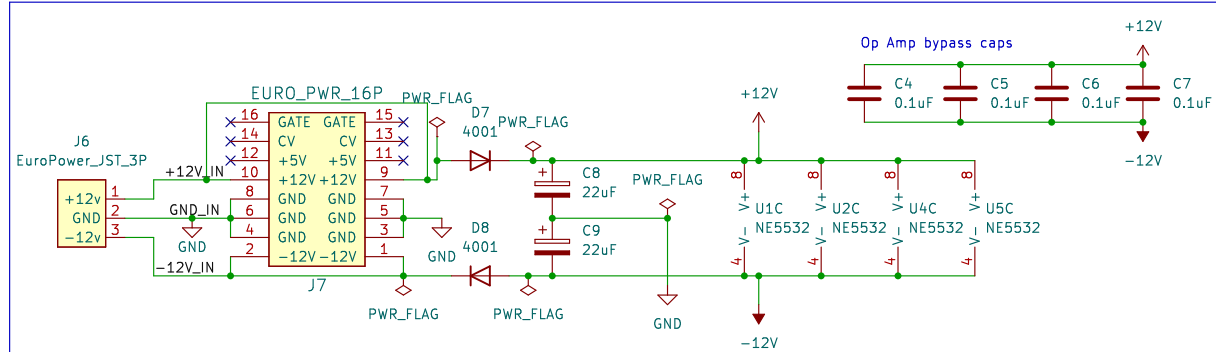 +12V
Op Amp bypass caps
C4
0.1uF
C5
0.1uF
C6
0.1uF
C7
0.1uF
-12V
EURO_PWR_16P
PWR_FLAG
16 GATE GATE 15
14 CV CV 13
12 +5V +5V 11
10 +12V +12V 9
8 GND GND 7
6 GND GND 5
4 GND GND 3
2 -12V -12V 1
J7
J6
EuroPower_JST_3P
+12v 1
GND 2
-12v 3
+12V_IN
GND_IN
-12V_IN
GND
GND
D7
4001
PWR_FLAG
D8
4001
PWR_FLAG
PWR_FLAG
+
C8
22uF
+
C9
22uF
PWR_FLAG
GND
+12V
8 V+
U1C
NE5532
V- 4
8 V+
U2C
NE5532
V- 4
8 V+
U4C
NE5532
V- 4
8 V+
U5C
NE5532
V- 4
-12V